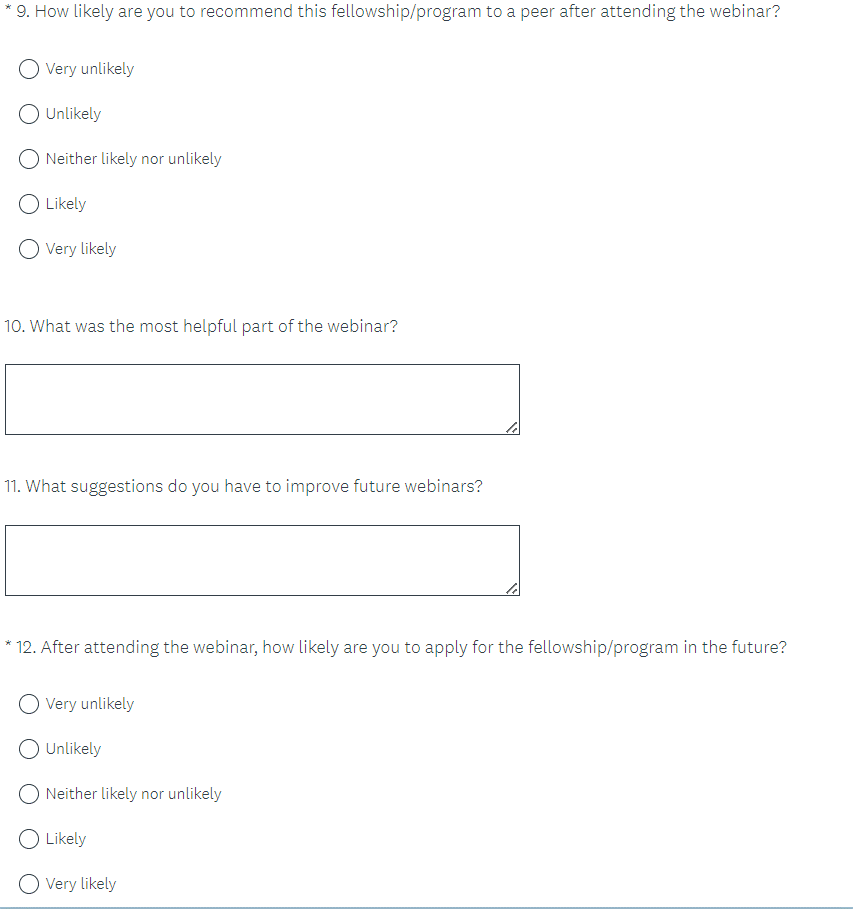 * 9. How likely are you to recommend this fellowship/program to a peer after attending the webinar?
Very unlikely
Unlikely
Neither likely nor unlikely
Likely
Very likely
10. What was the most helpful part of the webinar?
11. What suggestions do you have to improve future webinars?
* 12. After attending the webinar, how likely are you to apply for the fellowship/program in the future?
Very unlikely
Unlikely
Neither likely nor unlikely
Likely
Very likely